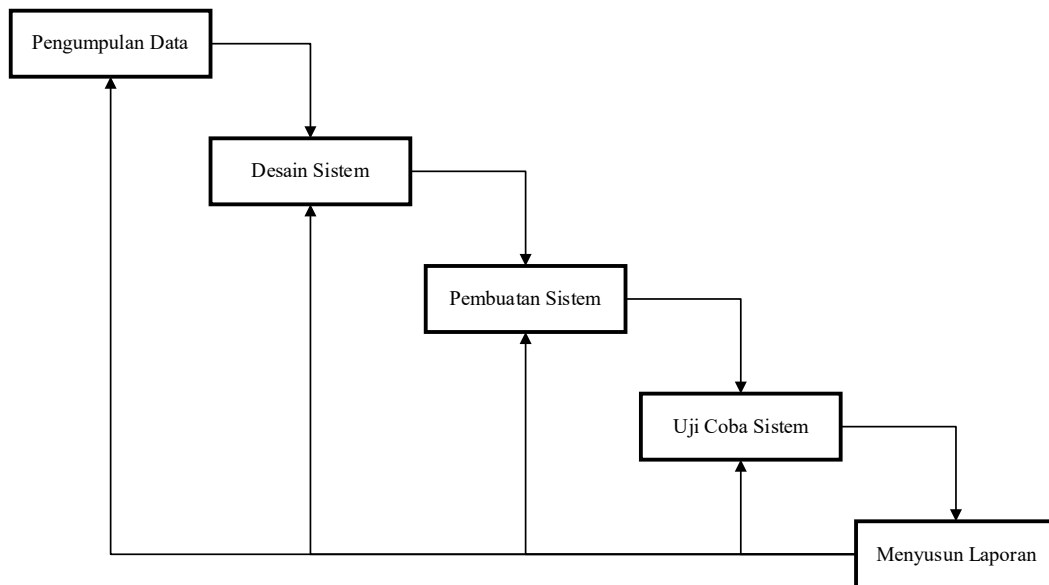 Pengumpulan Data
Desain Sistem
Pembuatan Sistem
Uji Coba Sistem
Menyusun Laporan